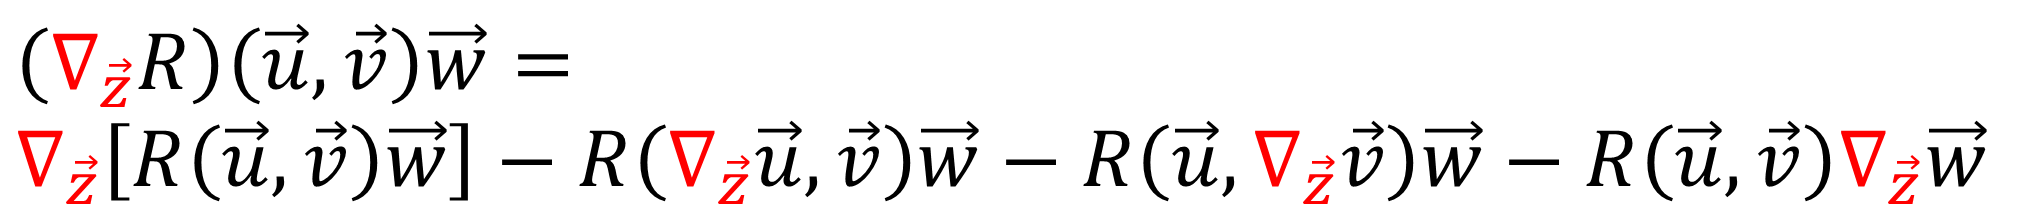 (∇_z⃗ R)(u⃗, v⃗)w⃗ =
∇_z⃗[R(u⃗, v⃗)w⃗] − R(∇_z⃗u⃗, v⃗)w⃗ − R(u⃗, ∇_z⃗v⃗)w⃗ − R(u⃗, v⃗)∇_z⃗w⃗